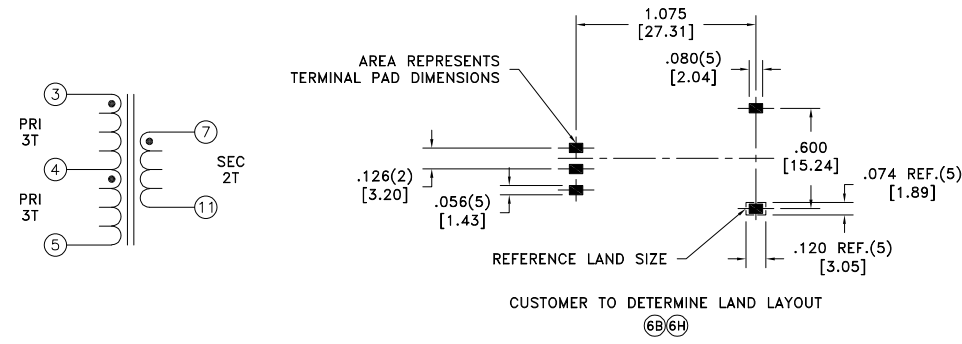 3
PRI
3T
4
PRI
3T
5
7
SEC
2T
11
1.075
[27.31]
AREA REPRESENTS
TERMINAL PAD DIMENSIONS
.080(5)
[2.04]
.126(2)
[3.20]
.056(5)
[1.43]
.600
[15.24]
.074 REF.(5)
[1.89]
REFERENCE LAND SIZE
.120 REF.(5)
[3.05]
CUSTOMER TO DETERMINE LAND LAYOUT
6B 6H